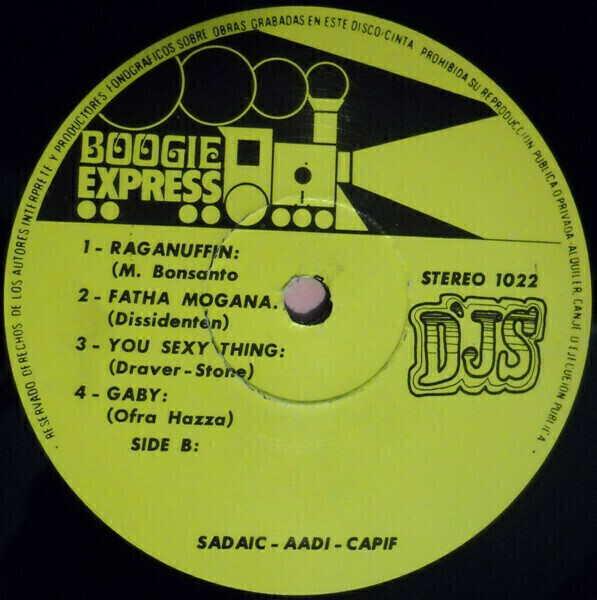 RESERVADO DERECHOS DE LOS AUTORES INTERPRETE Y PRODUCTORES FONOGRAFICOS SOBRE OBRAS GRABADAS EN ESTE DISCO-CINTA. PROHIBIDA SU REPRODUCCION PUBLICA O PRIVADA, ALQUILER, CANJE U EJECUCION PUBLICA
BOOGIE
EXPRESS
1 - RAGANUFFIN:
(M. Bonsanto
2 - FATHA MOGANA.
(Dissidenten)
3 - YOU SEXY THING:
(Draver-Stone)
4 - GABY:
(Ofra Hazza)
SIDE B:
STEREO 1022
D'JS
SADAIC - AADI - CAPIF